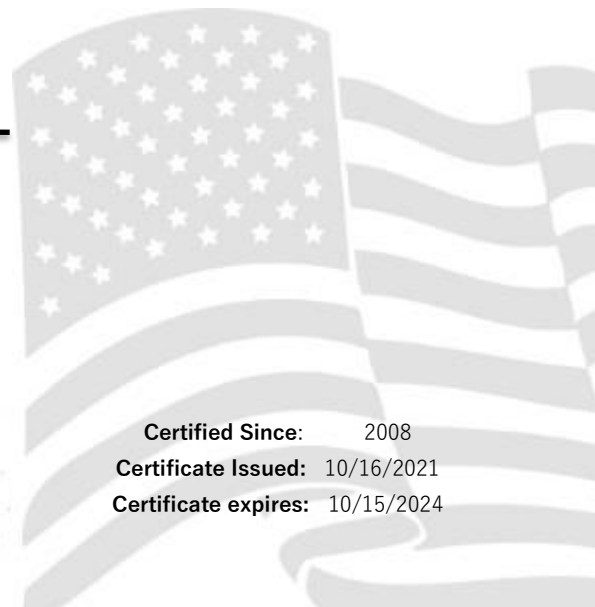 Certified Since: 2008
Certificate Issued: 10/16/2021
Certificate expires: 10/15/2024